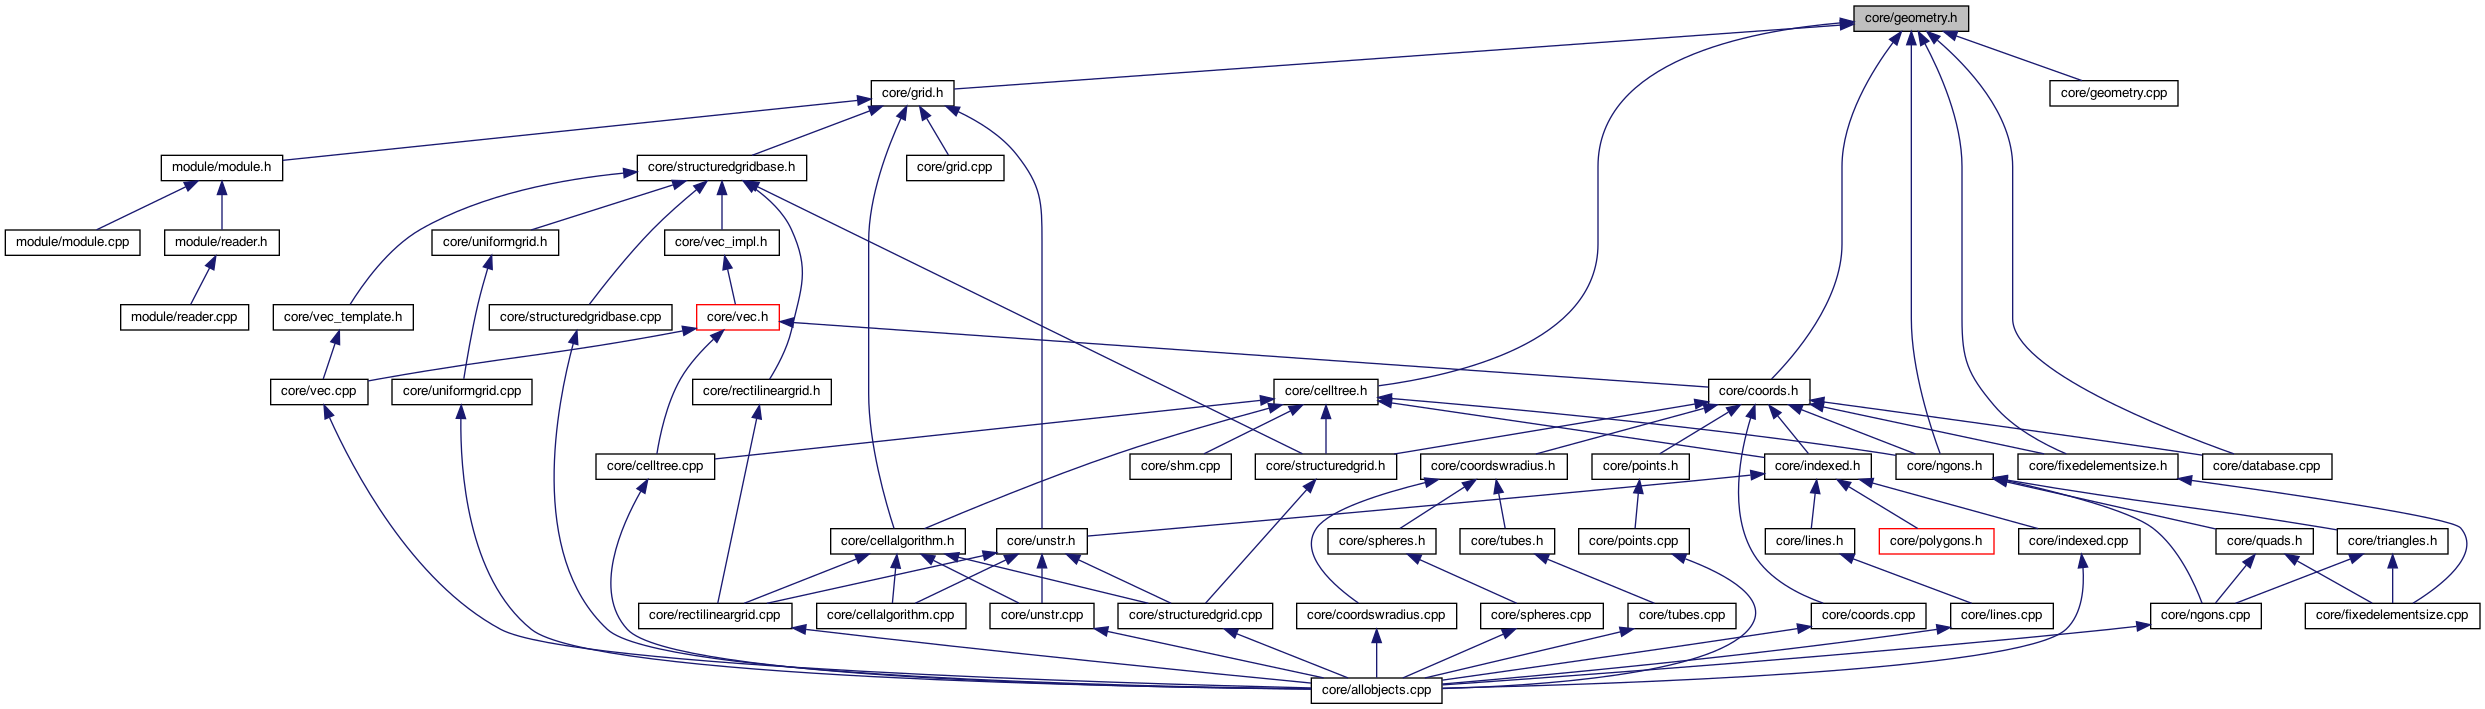 core/geometry.h
core/grid.h
core/geometry.cpp
module/module.h
core/structuredgridbase.h
core/grid.cpp
module/module.cpp
module/reader.h
core/uniformgrid.h
core/vec_impl.h
module/reader.cpp
core/vec_template.h
core/structuredgridbase.cpp
core/vec.h
core/vec.cpp
core/uniformgrid.cpp
core/rectilineargrid.h
core/celltree.h
core/coords.h
core/celltree.cpp
core/shm.cpp
core/structuredgrid.h
core/coordswradius.h
core/points.h
core/indexed.h
core/ngons.h
core/fixedelementsize.h
core/database.cpp
core/cellalgorithm.h
core/unstr.h
core/spheres.h
core/tubes.h
core/points.cpp
core/lines.h
core/polygons.h
core/indexed.cpp
core/quads.h
core/triangles.h
core/rectilineargrid.cpp
core/cellalgorithm.cpp
core/unstr.cpp
core/structuredgrid.cpp
core/coordswradius.cpp
core/spheres.cpp
core/tubes.cpp
core/coords.cpp
core/lines.cpp
core/ngons.cpp
core/fixedelementsize.cpp
core/allobjects.cpp